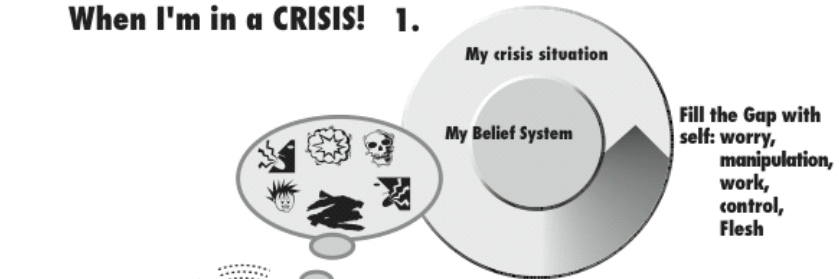 When I'm in a CRISIS! 1.
My crisis situation
My Belief System
Fill the Gap with
self: worry,
manipulation,
work,
control,
Flesh